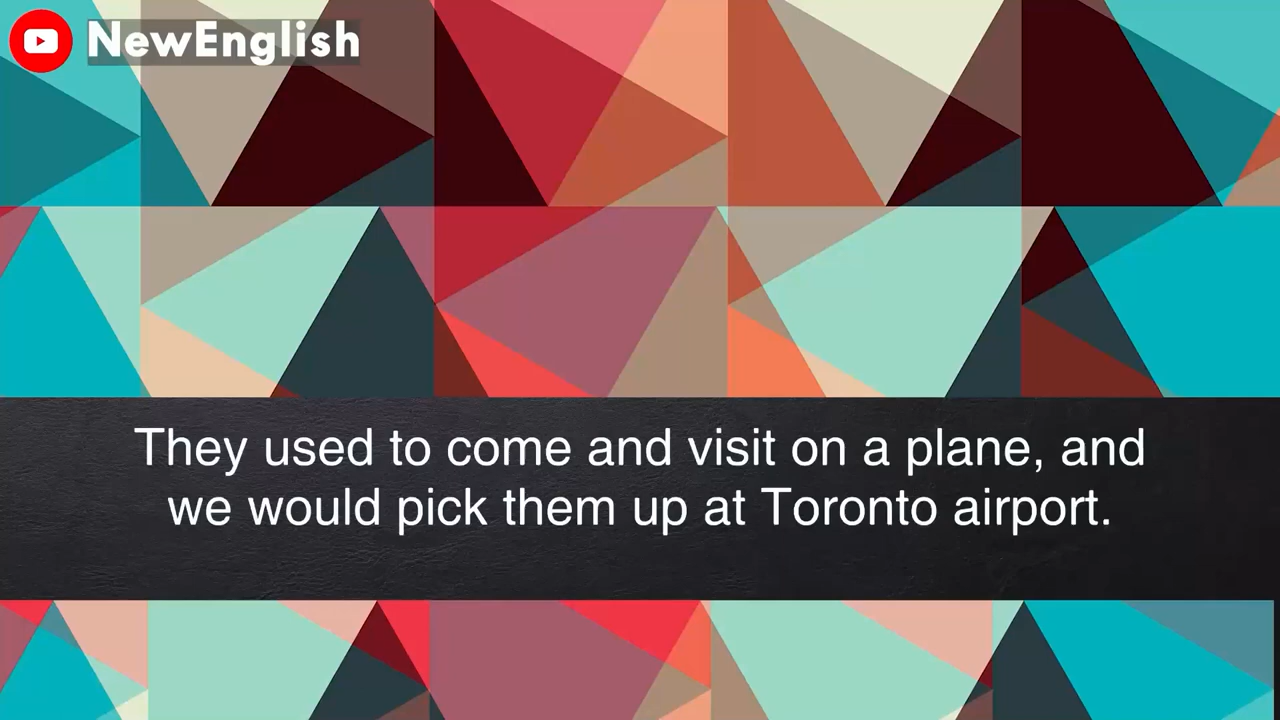 NewEnglish
They used to come and visit on a plane, and
we would pick them up at Toronto airport.